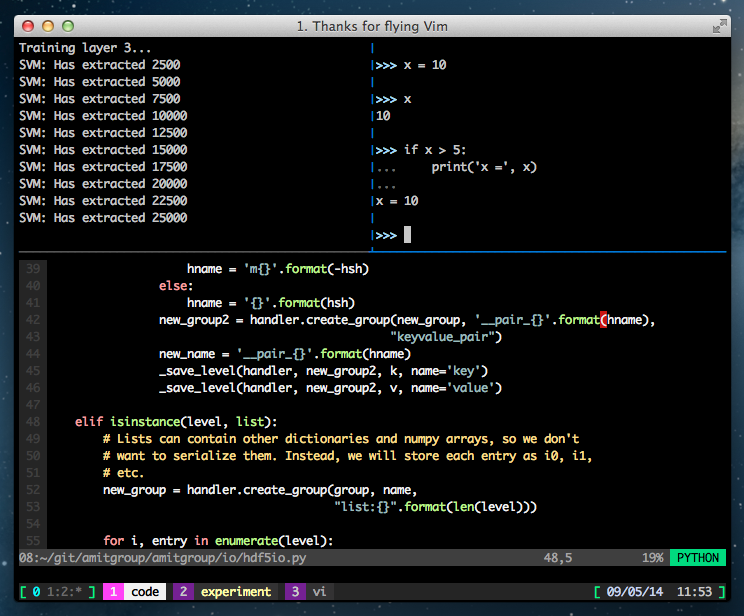 1. Thanks for flying Vim
Training layer 3...
SVM: Has extracted 2500
SVM: Has extracted 5000
SVM: Has extracted 7500
SVM: Has extracted 10000
SVM: Has extracted 12500
SVM: Has extracted 15000
SVM: Has extracted 17500
SVM: Has extracted 20000
SVM: Has extracted 22500
SVM: Has extracted 25000
>>> x = 10
>>> x
10
>>> if x > 5:
...     print('x =', x)
...
x = 10
>>>
39                 hname = 'm{}'.format(-hsh)
40             else:
41                 hname = '{}'.format(hsh)
42             new_group2 = handler.create_group(new_group, '__pair_{}'.format(hname),
43                                               "keyvalue_pair")
44             new_name = '__pair_{}'.format(hname)
45             _save_level(handler, new_group2, k, name='key')
46             _save_level(handler, new_group2, v, name='value')
47
48     elif isinstance(level, list):
49         # Lists can contain other dictionaries and numpy arrays, so we don't
50         # want to serialize them. Instead, we will store each entry as i0, i1,
51         # etc.
52         new_group = handler.create_group(group, name,
53                                          "list:{}".format(len(level)))
54
55         for i, entry in enumerate(level):
08:~/git/amitgroup/amitgroup/io/hdf5io.py 48,5 19% PYTHON
[ 0 1:2:* ] 1 code 2 experiment 3 vi [ 09/05/14 11:53 ]